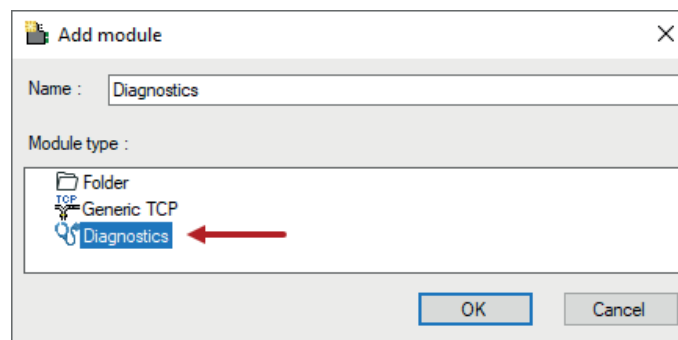 Add module
Name : Diagnostics
Module type :
Folder
TCP
Generic TCP
Diagnostics
OK Cancel